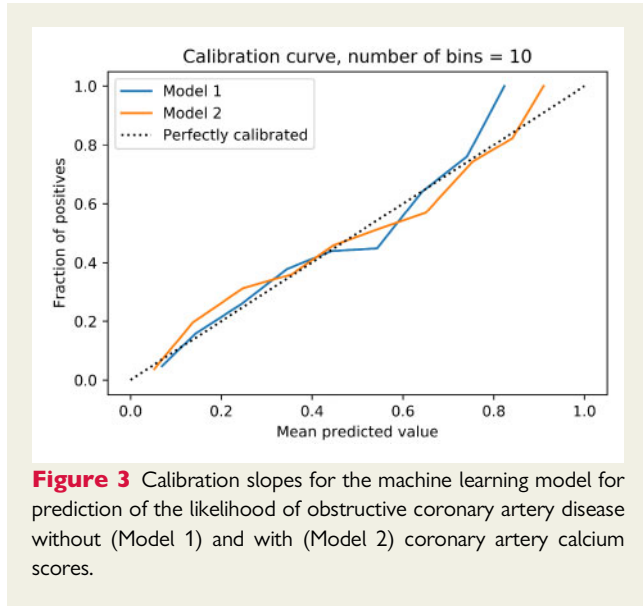 Calibration curve, number of bins = 10
1.0
0.8
0.6
0.4
0.2
0.0
Fraction of positives
Model 1
Model 2
Perfectly calibrated
0.0 0.2 0.4 0.6 0.8 1.0
Mean predicted value
Figure 3 Calibration slopes for the machine learning model for
prediction of the likelihood of obstructive coronary artery disease
without (Model 1) and with (Model 2) coronary artery calcium
scores.